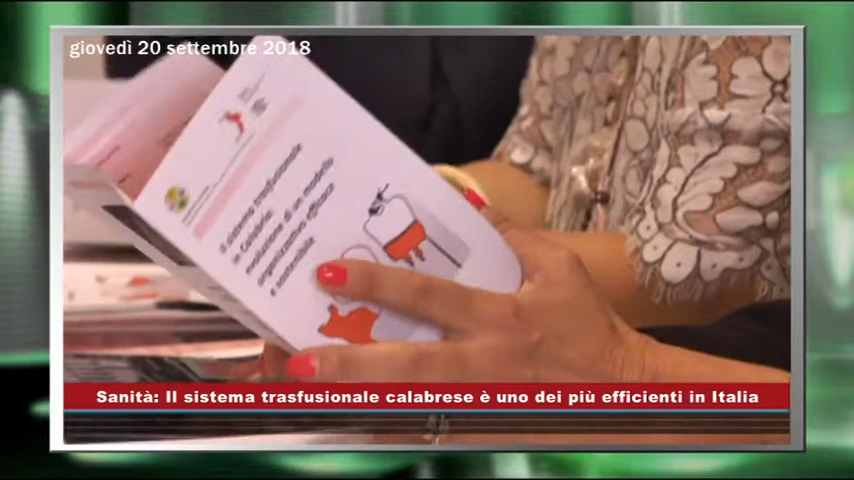 giovedì 20 settembre 2018
Il sistema trasfusionale
in Calabria:
evoluzione di un modello
organizzativo efficace
e sostenibile
Sanità: Il sistema trasfusionale calabrese è uno dei più efficienti in Italia